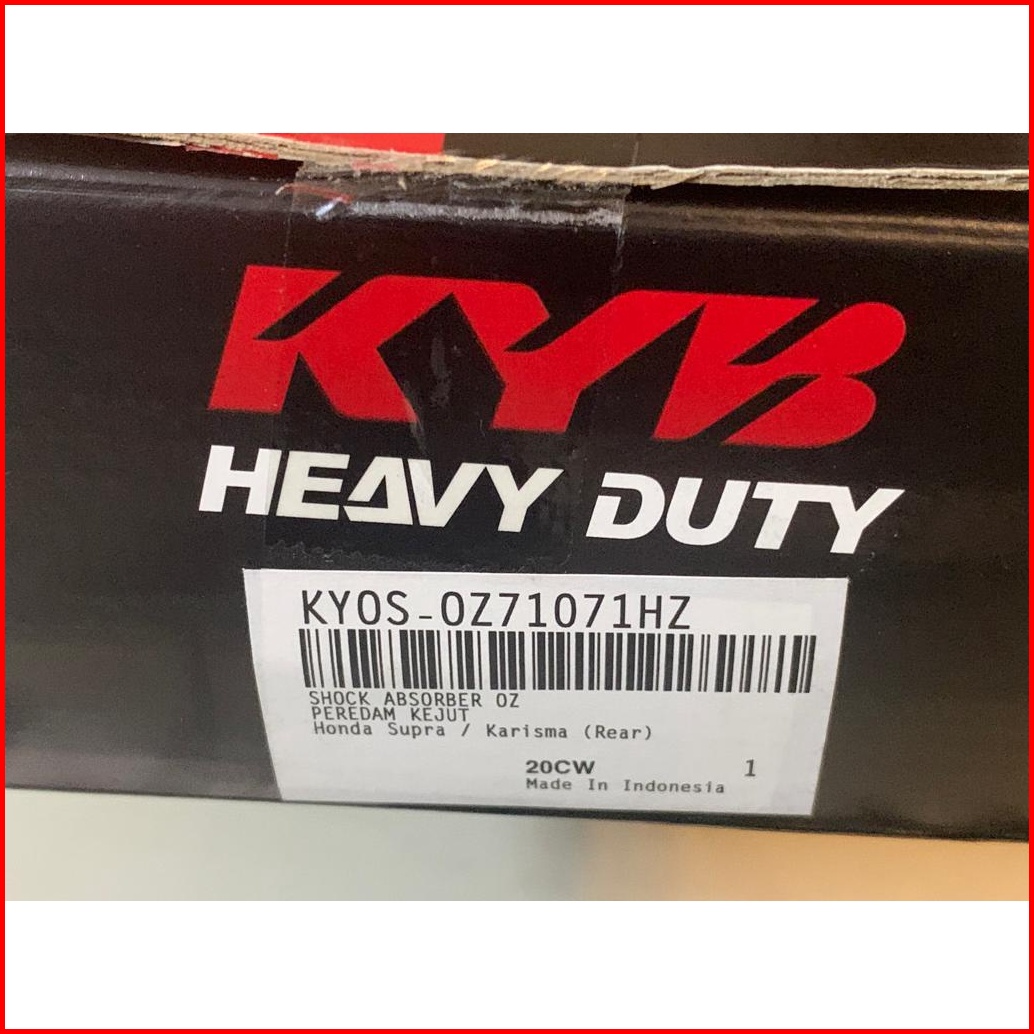 KYB
HEAVY DUTY
KYOS-OZ71071HZ
SHOCK ABSORBER OZ
PEREDAM KEJUT
Honda Supra / Karisma (Rear)
20CW 1
Made In Indonesia